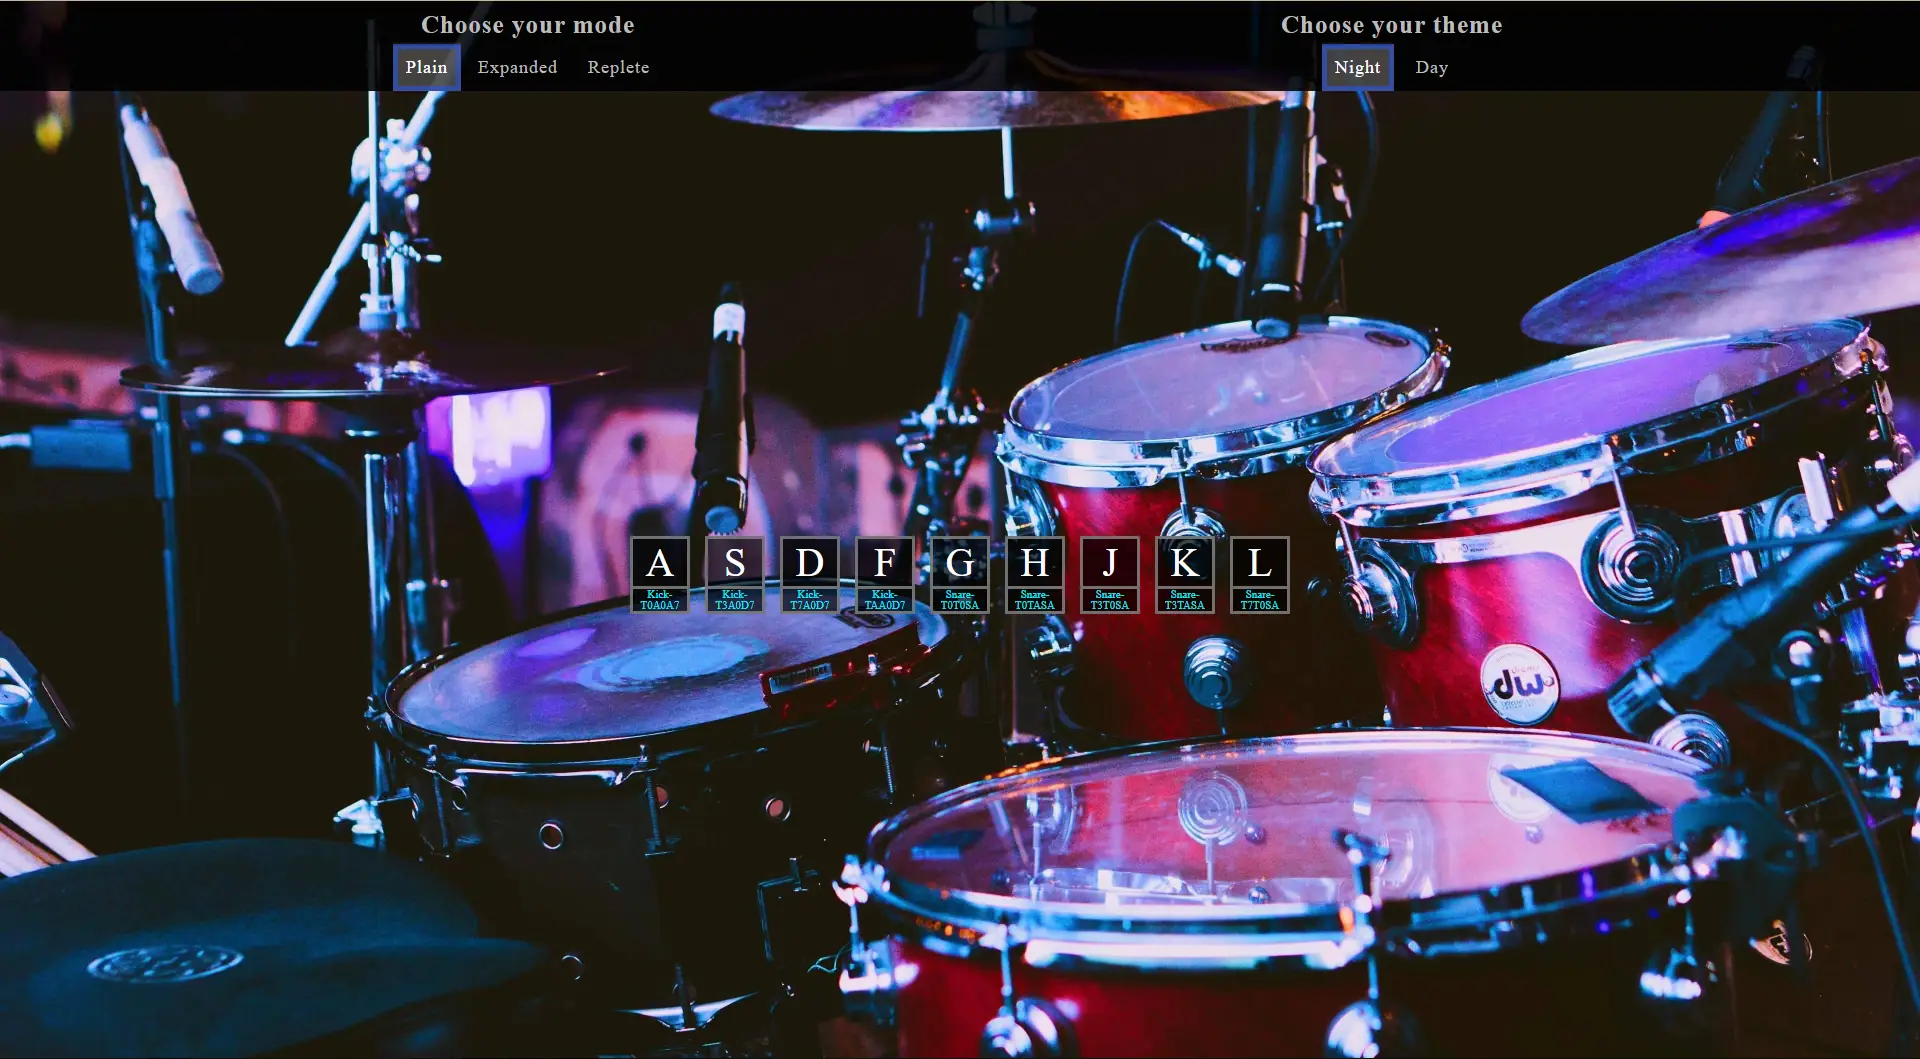 Choose your mode
Plain Expanded Replete
Choose your theme
Night Day
A S D F G H J K L
Kick-T0A0A7
Kick-T3A0D7
Kick-T7A0D7
Kick-TAA0D7
Snare-T0T0SA
Snare-T0TASA
Snare-T3T0SA
Snare-T3TASA
Snare-T7T0SA
dw